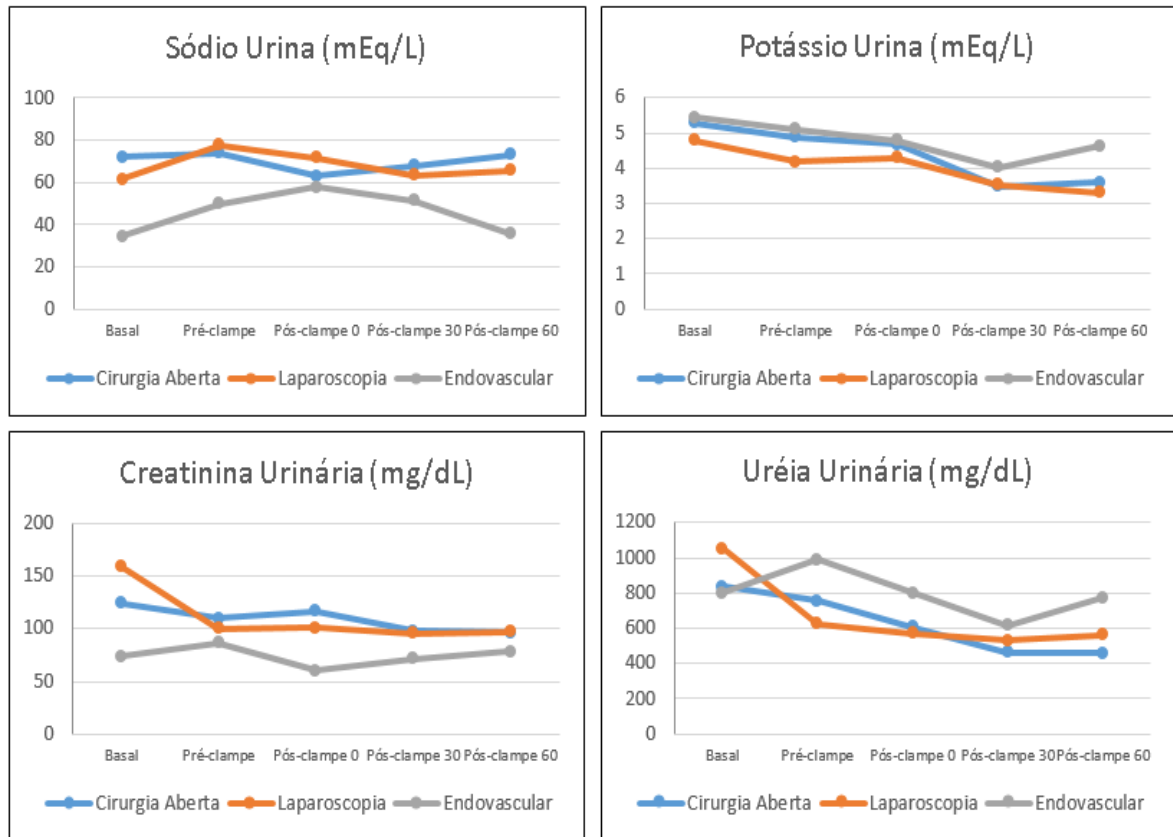 Sódio Urina (mEq/L)
100
80
60
40
20
0
Basal Pré-clampe Pós-clampe 0 Pós-clampe 30 Pós-clampe 60
Cirurgia Aberta Laparoscopia Endovascular
Potássio Urina (mEq/L)
6
5
4
3
2
1
0
Basal Pré-clampe Pós-clampe 0 Pós-clampe 30 Pós-clampe 60
Cirurgia Aberta Laparoscopia Endovascular
Creatinina Urinária (mg/dL)
200
150
100
50
0
Basal Pré-clampe Pós-clampe 0 Pós-clampe 30 Pós-clampe 60
Cirurgia Aberta Laparoscopia Endovascular
Uréia Urinária (mg/dL)
1200
1000
800
600
400
200
0
Basal Pré-clampe Pós-clampe 0 Pós-clampe 30 Pós-clampe 60
Cirurgia Aberta Laparoscopia Endovascular